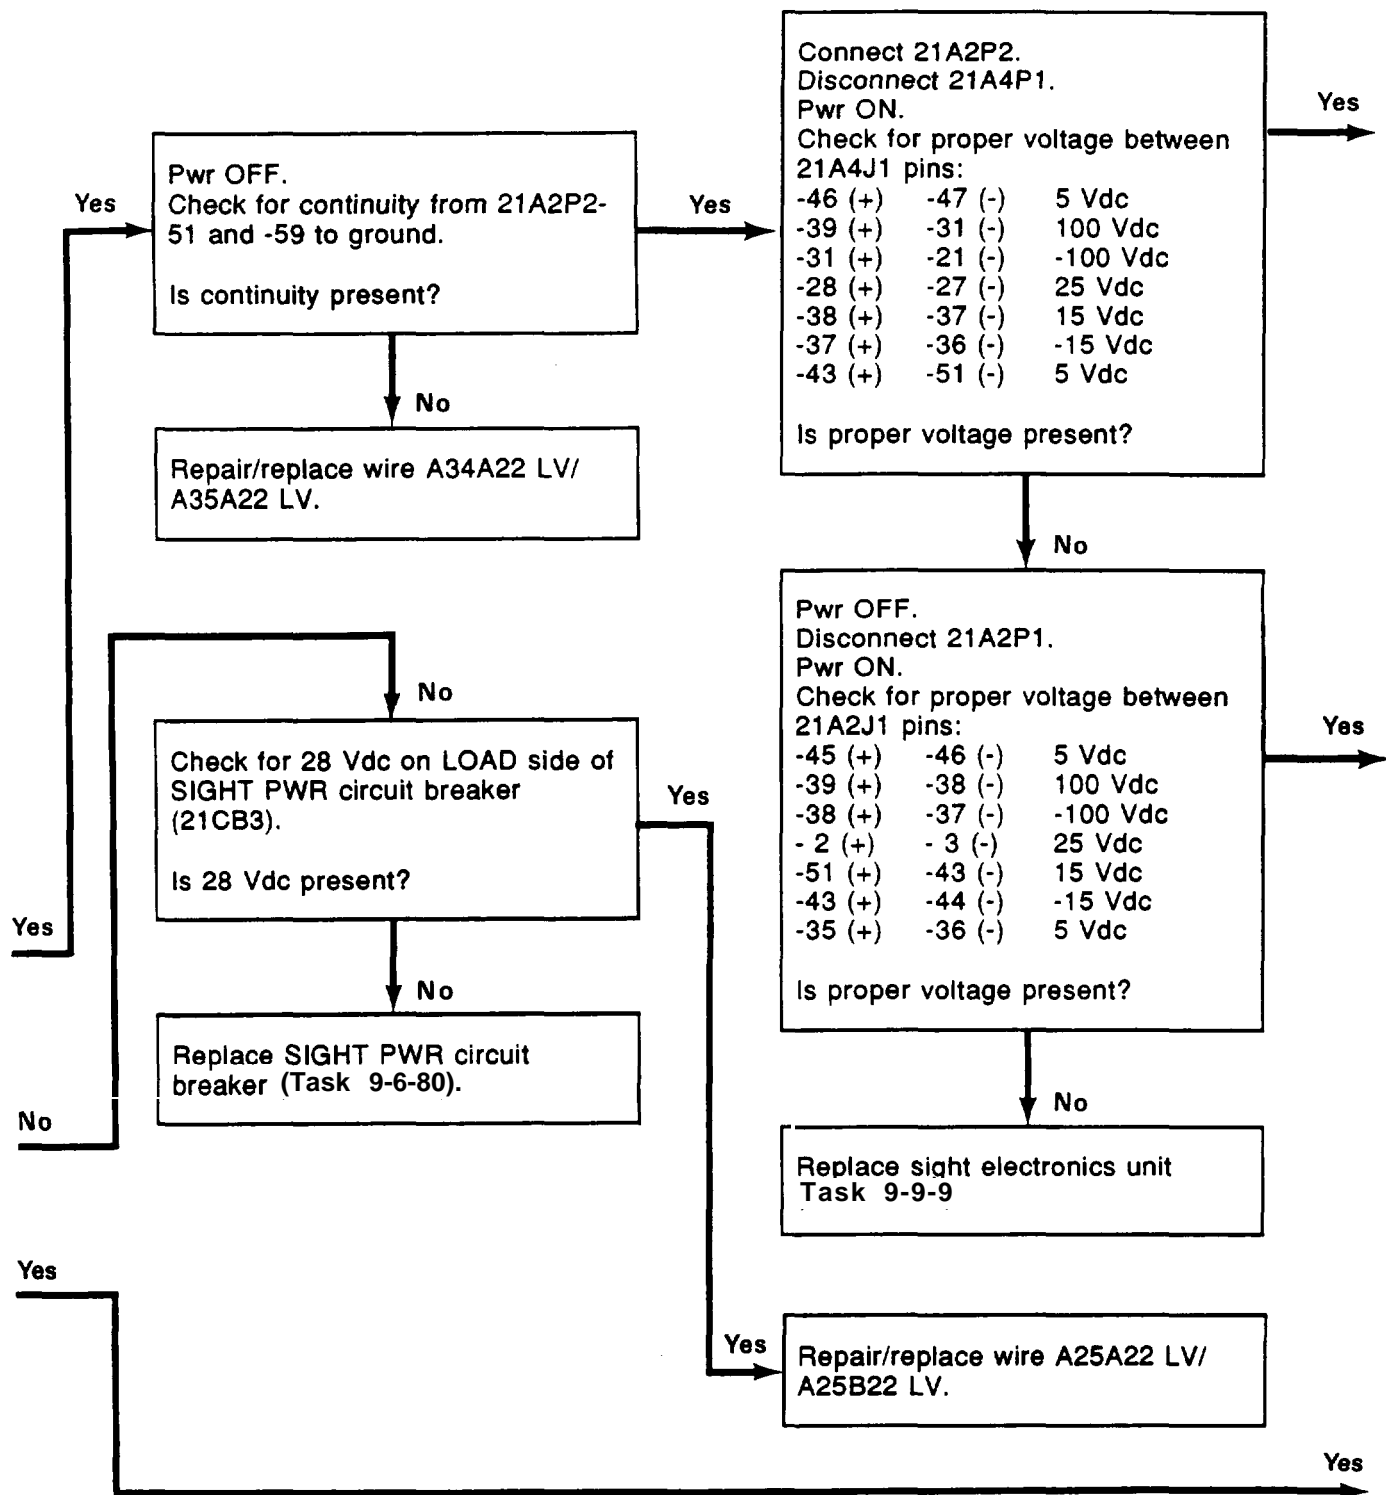 Yes
Pwr OFF.
Check for continuity from 21A2P2-
51 and -59 to ground.
Is continuity present?
Yes
No
Repair/replace wire A34A22 LV/
A35A22 LV.
Connect 21A2P2.
Disconnect 21A4P1.
Pwr ON.
Check for proper voltage between
21A4J1 pins:
-46 (+) -47 (-) 5 Vdc
-39 (+) -31 (-) 100 Vdc
-31 (+) -21 (-) -100 Vdc
-28 (+) -27 (-) 25 Vdc
-38 (+) -37 (-) 15 Vdc
-37 (+) -36 (-) -15 Vdc
-43 (+) -51 (-) 5 Vdc
Is proper voltage present?
Yes
No
Pwr OFF.
Disconnect 21A2P1.
Pwr ON.
Check for proper voltage between
21A2J1 pins:
-45 (+) -46 (-) 5 Vdc
-39 (+) -38 (-) 100 Vdc
-38 (+) -37 (-) -100 Vdc
- 2 (+) - 3 (-) 25 Vdc
-51 (+) -43 (-) 15 Vdc
-43 (+) -44 (-) -15 Vdc
-35 (+) -36 (-) 5 Vdc
Is proper voltage present?
Yes
No
Replace sight electronics unit
Task 9-9-9
No
Check for 28 Vdc on LOAD side of
SIGHT PWR circuit breaker
(21CB3).
Is 28 Vdc present?
Yes
No
Replace SIGHT PWR circuit
breaker (Task 9-6-80).
Yes
No
Yes
Yes
Repair/replace wire A25A22 LV/
A25B22 LV.
Yes